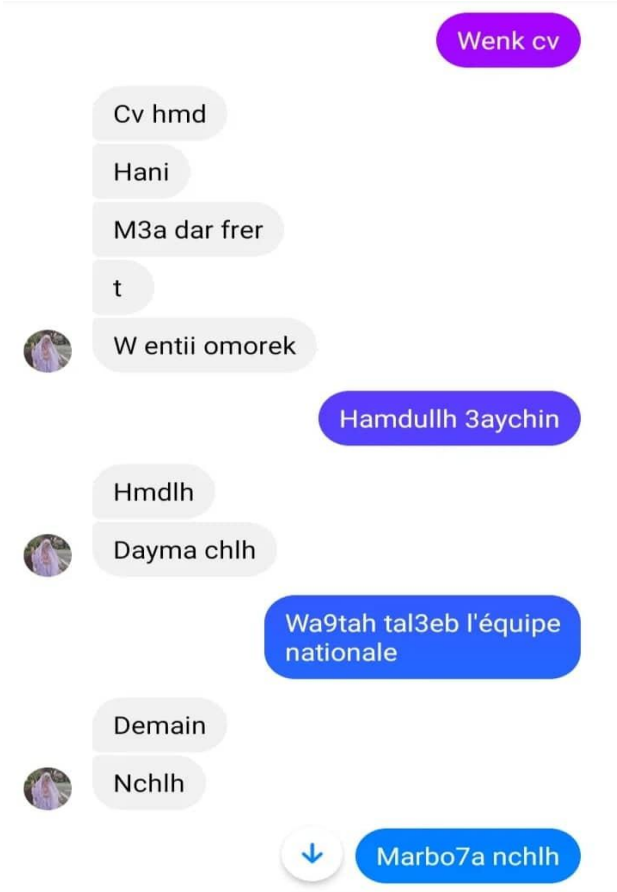 Wenk cv
Cv hmd
Hani
M3a dar frer
t
W entii omorek
Hamdullh 3aychin
Hmdlh
Dayma chlh
Wa9tah tal3eb l'équipe
nationale
Demain
Nchlh
Marbo7a nchlh